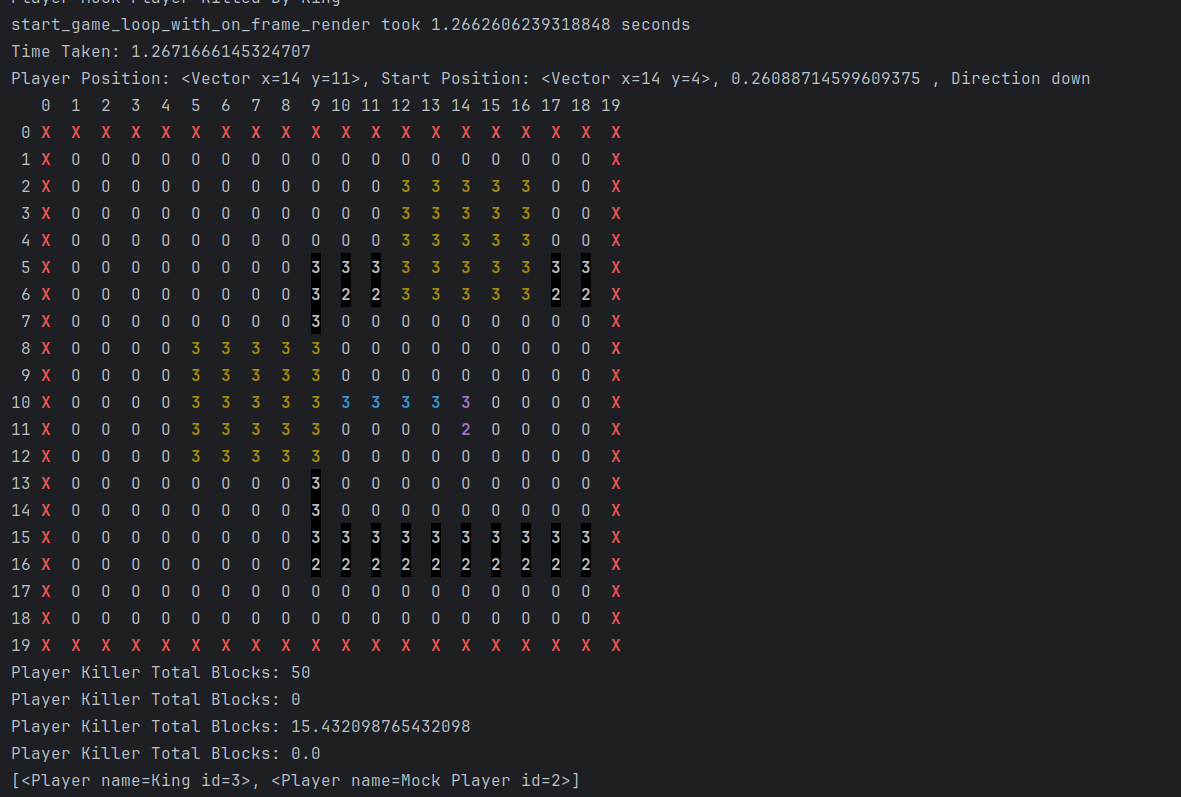 start_game_loop_with_on_frame_render took 1.2662606239318848 seconds
Time Taken: 1.2671666145324707
Player Position: <Vector x=14 y=11>, Start Position: <Vector x=14 y=4>, 0.26088714599609375 , Direction down
0 1 2 3 4 5 6 7 8 9 10 11 12 13 14 15 16 17 18 19
0 X X X X X X X X X X X X X X X X X X X X
1 X 0 0 0 0 0 0 0 0 0 0 0 0 0 0 0 0 0 0 X
2 X 0 0 0 0 0 0 0 0 0 0 0 3 3 3 3 3 0 0 X
3 X 0 0 0 0 0 0 0 0 0 0 0 3 3 3 3 3 0 0 X
4 X 0 0 0 0 0 0 0 0 0 0 0 3 3 3 3 3 0 0 X
5 X 0 0 0 0 0 0 0 0 3 3 3 3 3 3 3 3 3 3 X
6 X 0 0 0 0 0 0 0 0 3 2 2 3 3 3 3 3 2 2 X
7 X 0 0 0 0 0 0 0 0 3 0 0 0 0 0 0 0 0 0 X
8 X 0 0 0 0 3 3 3 3 3 0 0 0 0 0 0 0 0 0 X
9 X 0 0 0 0 3 3 3 3 3 0 0 0 0 0 0 0 0 0 X
10 X 0 0 0 0 3 3 3 3 3 3 3 3 3 3 0 0 0 0 X
11 X 0 0 0 0 3 3 3 3 3 0 0 0 0 2 0 0 0 0 X
12 X 0 0 0 0 3 3 3 3 3 0 0 0 0 0 0 0 0 0 X
13 X 0 0 0 0 0 0 0 0 3 0 0 0 0 0 0 0 0 0 X
14 X 0 0 0 0 0 0 0 0 3 0 0 0 0 0 0 0 0 0 X
15 X 0 0 0 0 0 0 0 0 3 3 3 3 3 3 3 3 3 3 X
16 X 0 0 0 0 0 0 0 0 2 2 2 2 2 2 2 2 2 2 X
17 X 0 0 0 0 0 0 0 0 0 0 0 0 0 0 0 0 0 0 X
18 X 0 0 0 0 0 0 0 0 0 0 0 0 0 0 0 0 0 0 X
19 X X X X X X X X X X X X X X X X X X X X
Player Killer Total Blocks: 50
Player Killer Total Blocks: 0
Player Killer Total Blocks: 15.432098765432098
Player Killer Total Blocks: 0.0
[<Player name=King id=3>, <Player name=Mock Player id=2>]